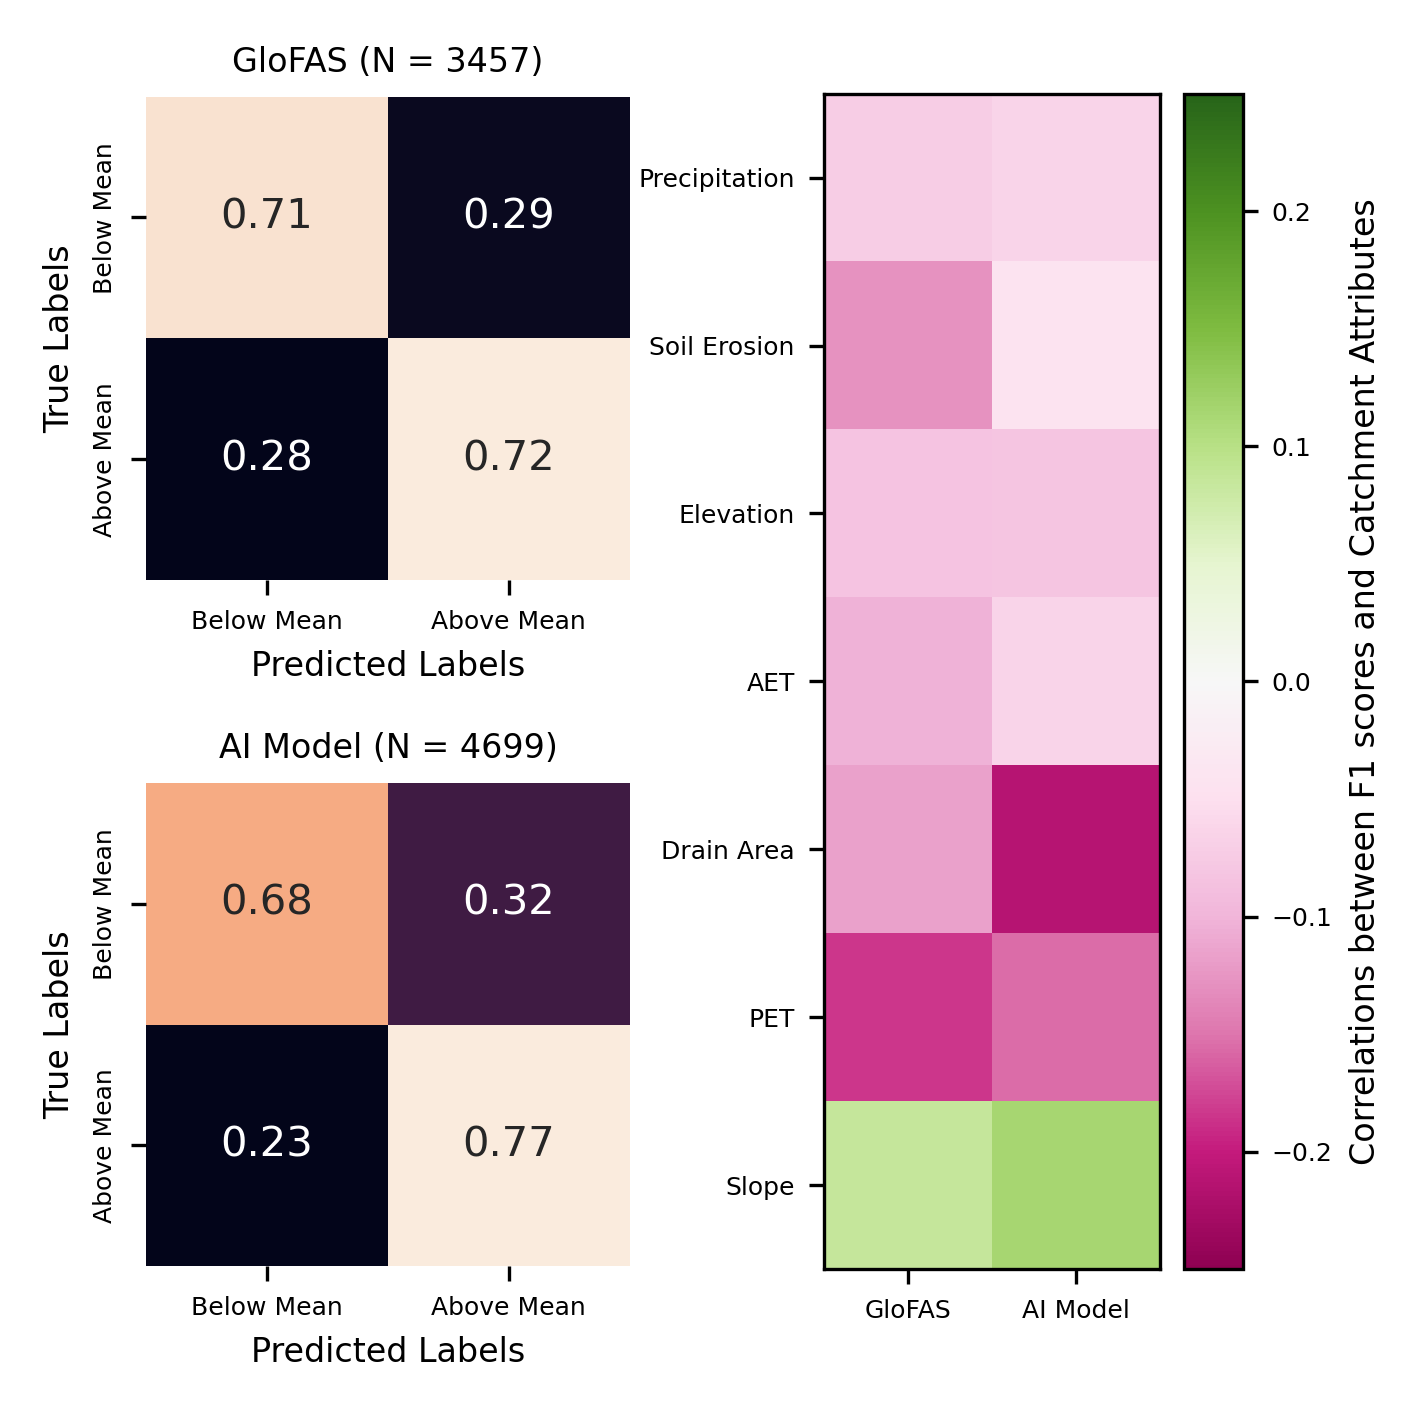 GloFAS (N = 3457)
True Labels
Below Mean
Above Mean
0.71
0.29
0.28
0.72
Below Mean
Above Mean
Predicted Labels
AI Model (N = 4699)
True Labels
Below Mean
Above Mean
0.68
0.32
0.23
0.77
Below Mean
Above Mean
Predicted Labels
Precipitation
Soil Erosion
Elevation
AET
Drain Area
PET
Slope
GloFAS
AI Model
0.2
0.1
0.0
−0.1
−0.2
Correlations between F1 scores and Catchment Attributes